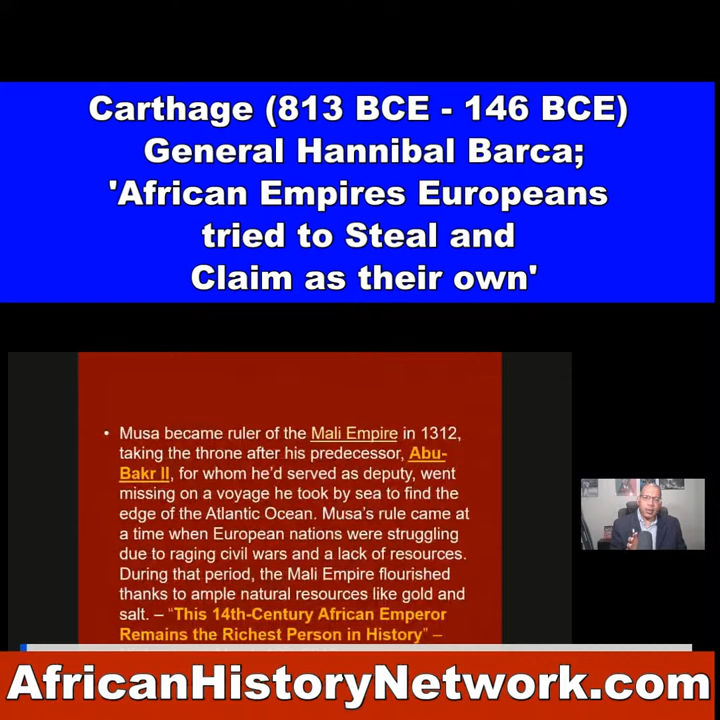 Carthage (813 BCE - 146 BCE)
General Hannibal Barca;
'African Empires Europeans
tried to Steal and
Claim as their own'
• Musa became ruler of the Mali Empire in 1312,
taking the throne after his predecessor, Abu-
Bakr II, for whom he'd served as deputy, went
missing on a voyage he took by sea to find the
edge of the Atlantic Ocean. Musa's rule came at
a time when European nations were struggling
due to raging civil wars and a lack of resources.
During that period, the Mali Empire flourished
thanks to ample natural resources like gold and
salt. – "This 14th-Century African Emperor
Remains the Richest Person in History" –
AfricanHistoryNetwork.com